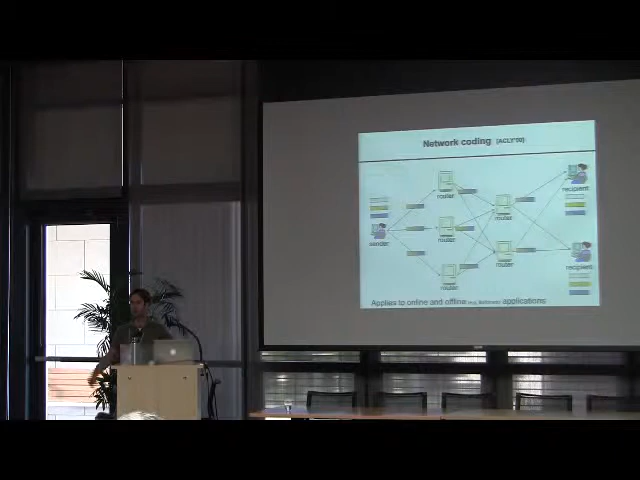 Network coding [ACLY'00]
recipient
router
router
router
sender
router
router
recipient
router
Applies to online and offline (e.g., Bittorrent) applications